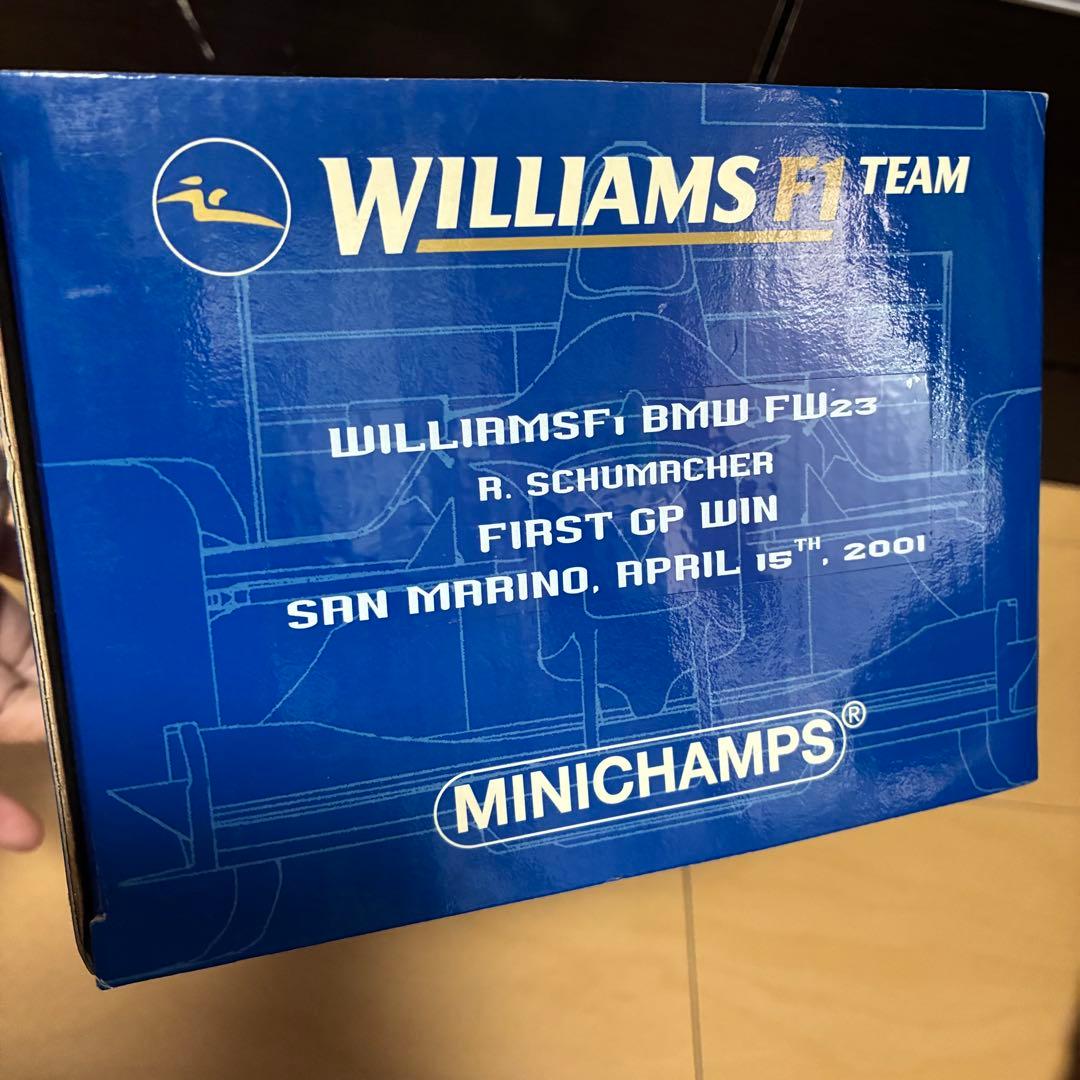 WILLIAMS F1 TEAM
WILLIAMSF1 BMW FW23
R. SCHUMACHER
FIRST GP WIN
SAN MARINO, APRIL 15TH, 2001
MINICHAMPS®